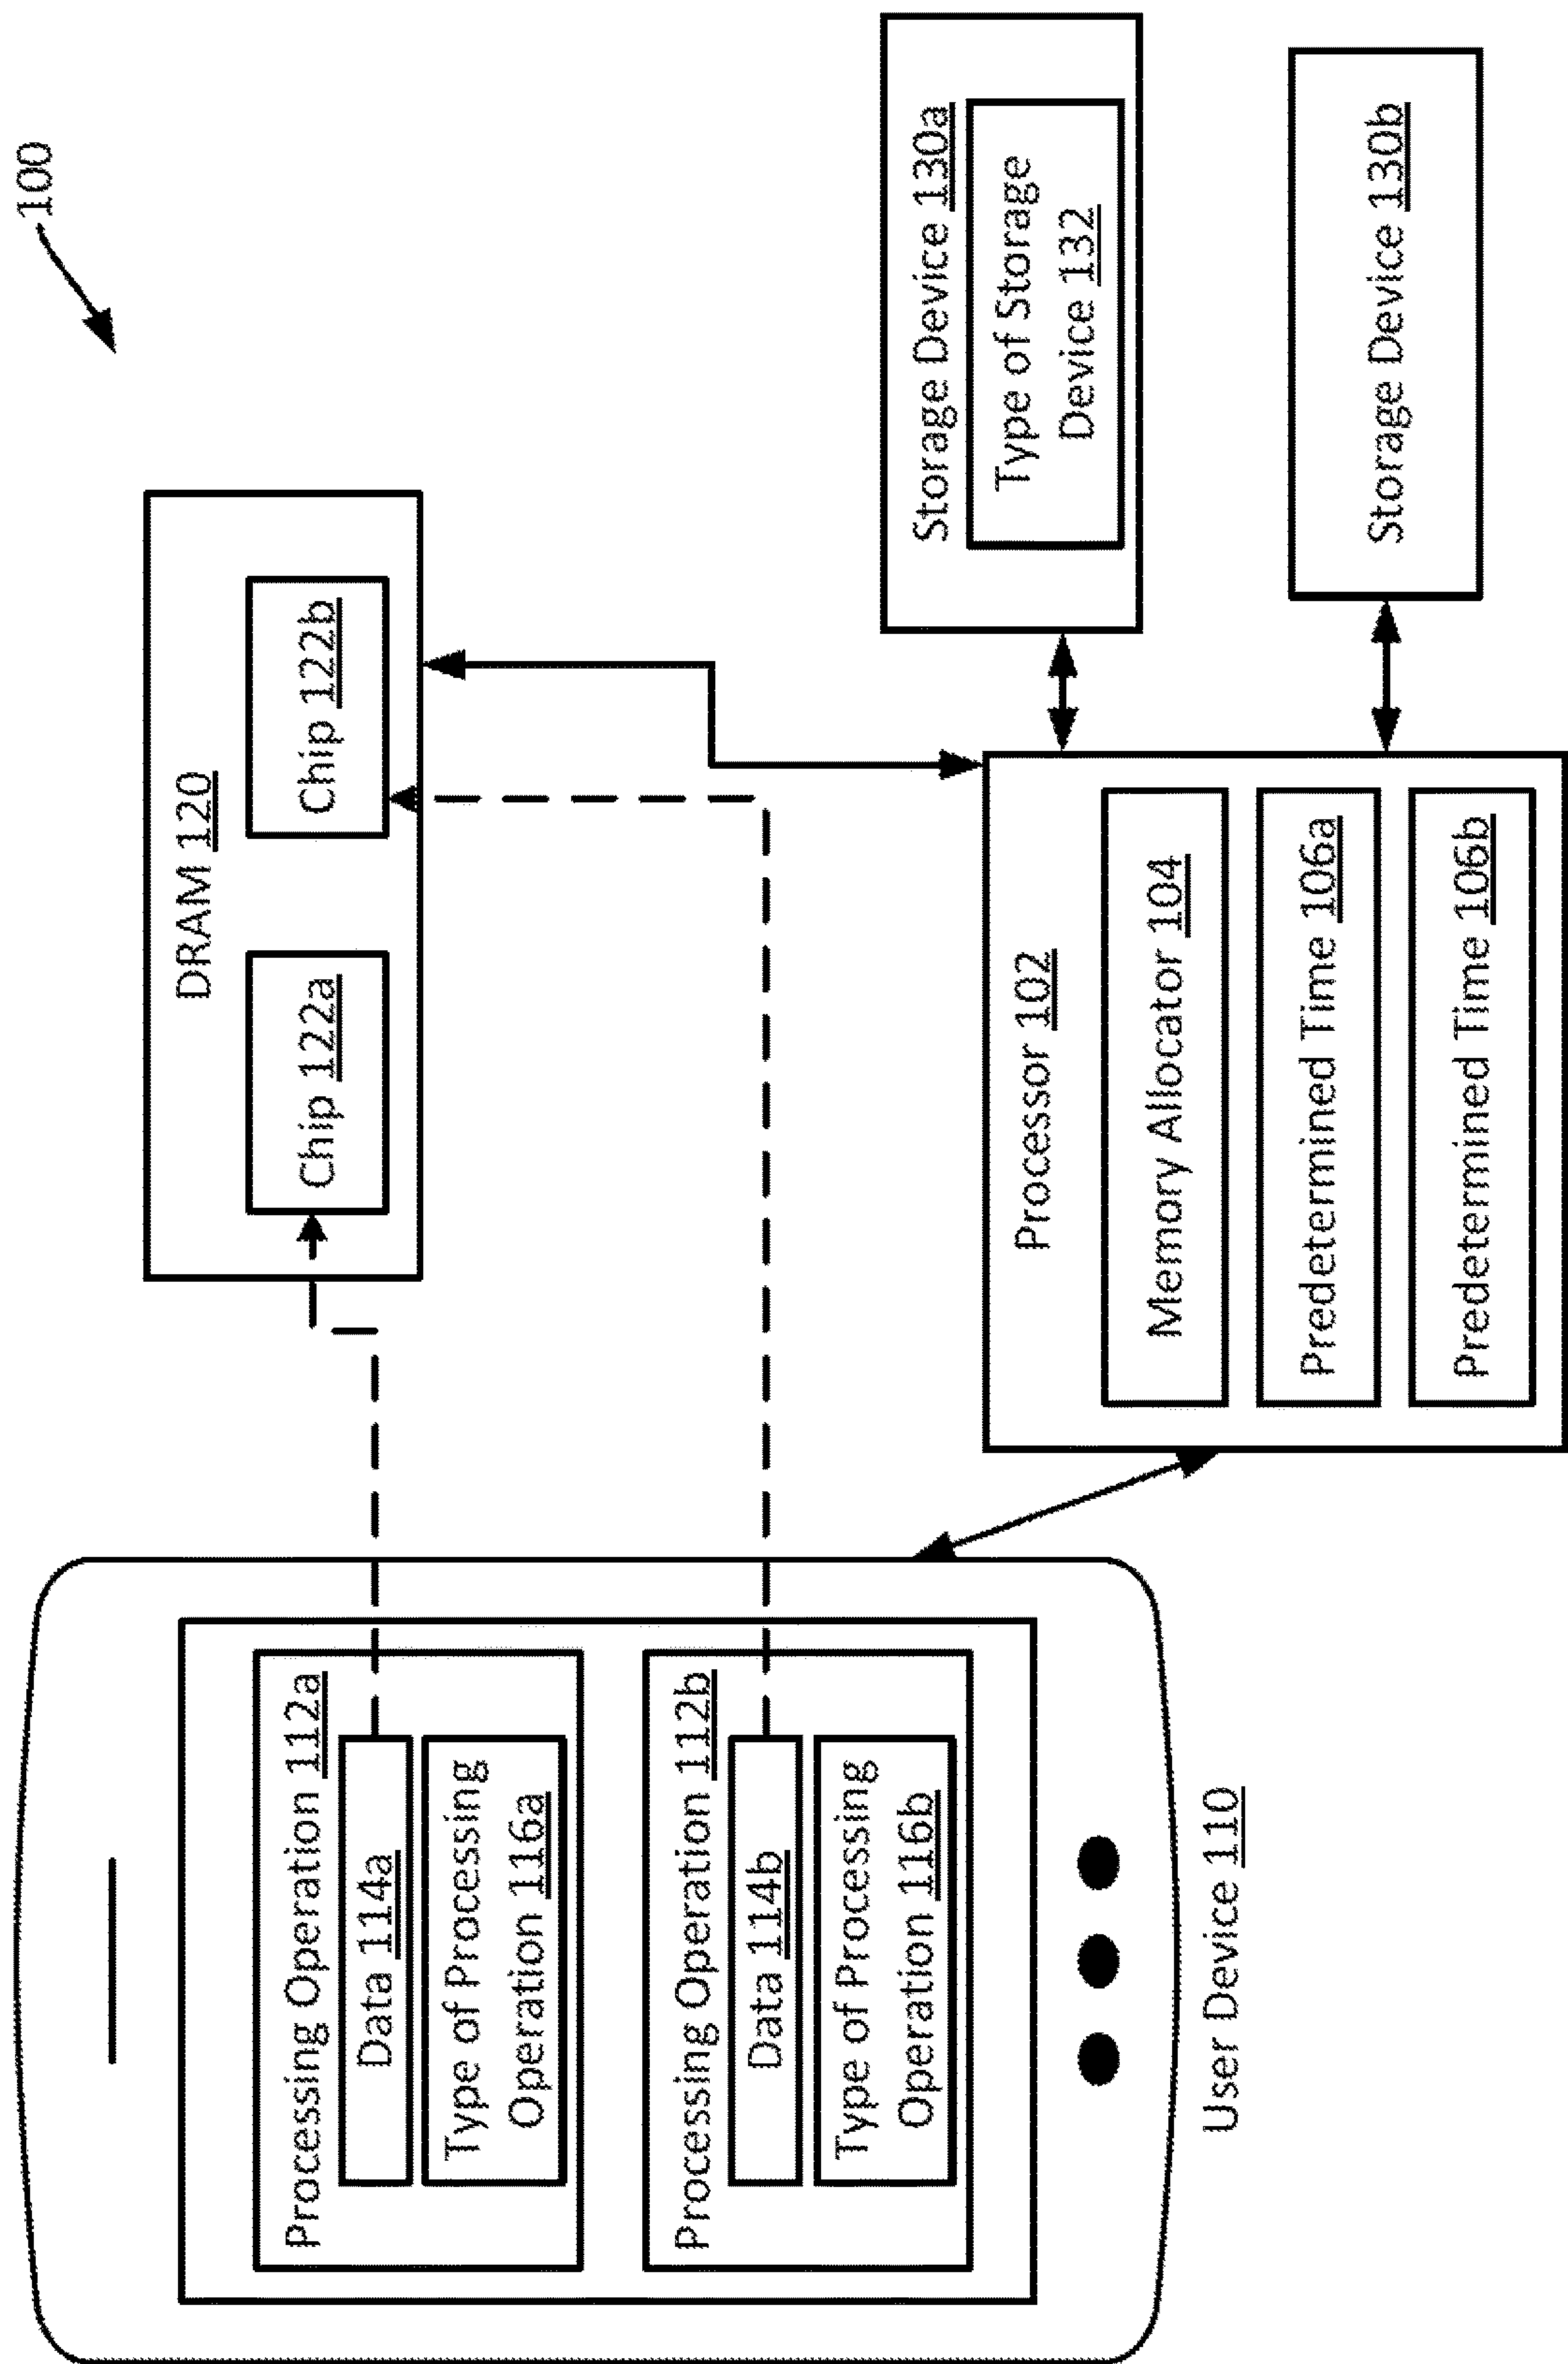 100
Processing Operation 112a
Data 114a
Type of Processing
Operation 116a
Processing Operation 112b
Data 114b
Type of Processing
Operation 116b
User Device 110
DRAM 120
Chip 122a
Chip 122b
Processor 102
Memory Allocator 104
Predetermined Time 106a
Predetermined Time 106b
Storage Device 130a
Type of Storage
Device 132
Storage Device 130b